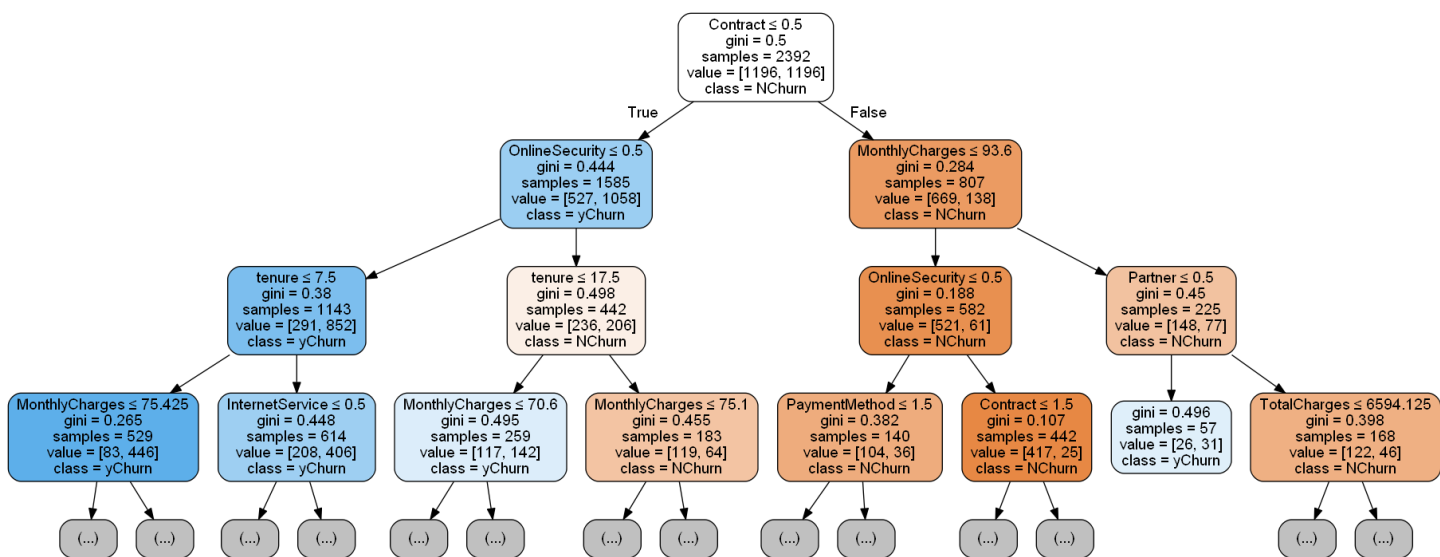 Contract ≤ 0.5
gini = 0.5
samples = 2392
value = [1196, 1196]
class = NChurn
True
False
OnlineSecurity ≤ 0.5
gini = 0.444
samples = 1585
value = [527, 1058]
class = yChurn
MonthlyCharges ≤ 93.6
gini = 0.284
samples = 807
value = [669, 138]
class = NChurn
tenure ≤ 7.5
gini = 0.38
samples = 1143
value = [291, 852]
class = yChurn
tenure ≤ 17.5
gini = 0.498
samples = 442
value = [236, 206]
class = NChurn
OnlineSecurity ≤ 0.5
gini = 0.188
samples = 582
value = [521, 61]
class = NChurn
Partner ≤ 0.5
gini = 0.45
samples = 225
value = [148, 77]
class = NChurn
MonthlyCharges ≤ 75.425
gini = 0.265
samples = 529
value = [83, 446]
class = yChurn
InternetService ≤ 0.5
gini = 0.448
samples = 614
value = [208, 406]
class = yChurn
MonthlyCharges ≤ 70.6
gini = 0.495
samples = 259
value = [117, 142]
class = yChurn
MonthlyCharges ≤ 75.1
gini = 0.455
samples = 183
value = [119, 64]
class = NChurn
PaymentMethod ≤ 1.5
gini = 0.382
samples = 140
value = [104, 36]
class = NChurn
Contract ≤ 1.5
gini = 0.107
samples = 442
value = [417, 25]
class = NChurn
gini = 0.496
samples = 57
value = [26, 31]
class = yChurn
TotalCharges ≤ 6594.125
gini = 0.398
samples = 168
value = [122, 46]
class = NChurn
(...)
(...)
(...)
(...)
(...)
(...)
(...)
(...)
(...)
(...)
(...)
(...)
(...)
(...)